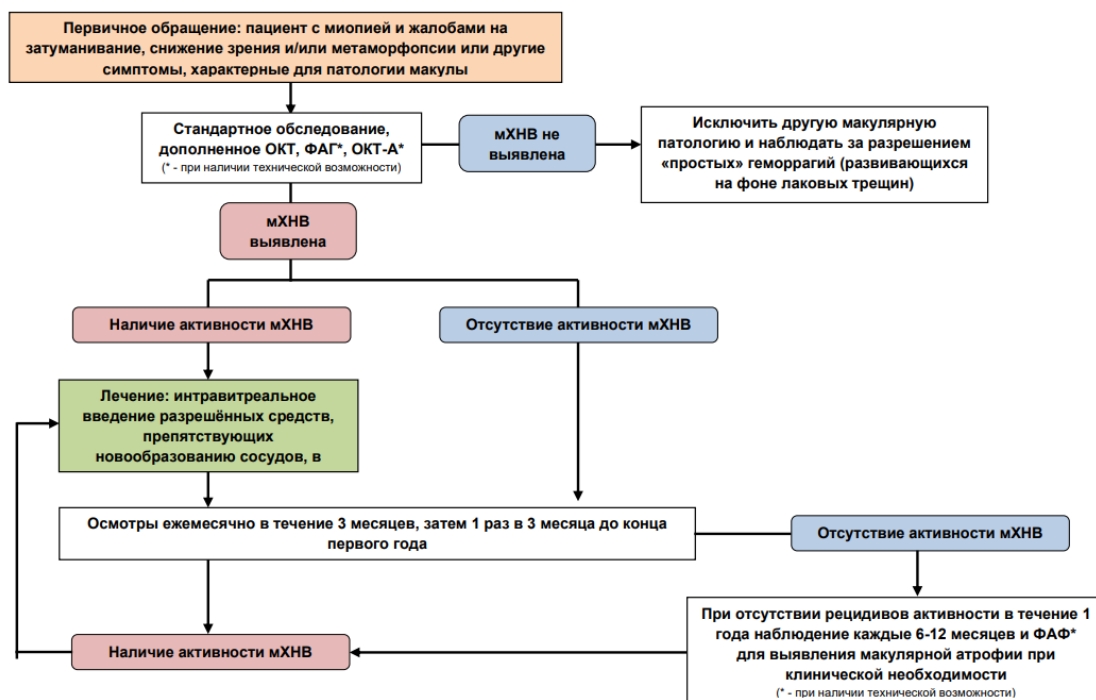 Первичное обращение: пациент с миопией и жалобами на
затуманивание, снижение зрения и/или метаморфопсии или другие
симптомы, характерные для патологии макулы
Стандартное обследование,
дополненное ОКТ, ФАГ*, ОКТ-А*
(* - при наличии технической возможности)
мХНВ не
выявлена
Исключить другую макулярную
патологию и наблюдать за разрешением
«простых» геморрагий (развивающихся
на фоне лаковых трещин)
мХНВ
выявлена
Наличие активности мХНВ
Отсутствие активности мХНВ
Лечение: интравитреальное
введение разрешённых средств,
препятствующих
новообразованию сосудов, в
Осмотры ежемесячно в течение 3 месяцев, затем 1 раз в 3 месяца до конца
первого года
Отсутствие активности мХНВ
При отсутствии рецидивов активности в течение 1
года наблюдение каждые 6-12 месяцев и ФАФ*
для выявления макулярной атрофии при
клинической необходимости
(* - при наличии технической возможности)
Наличие активности мХНВ